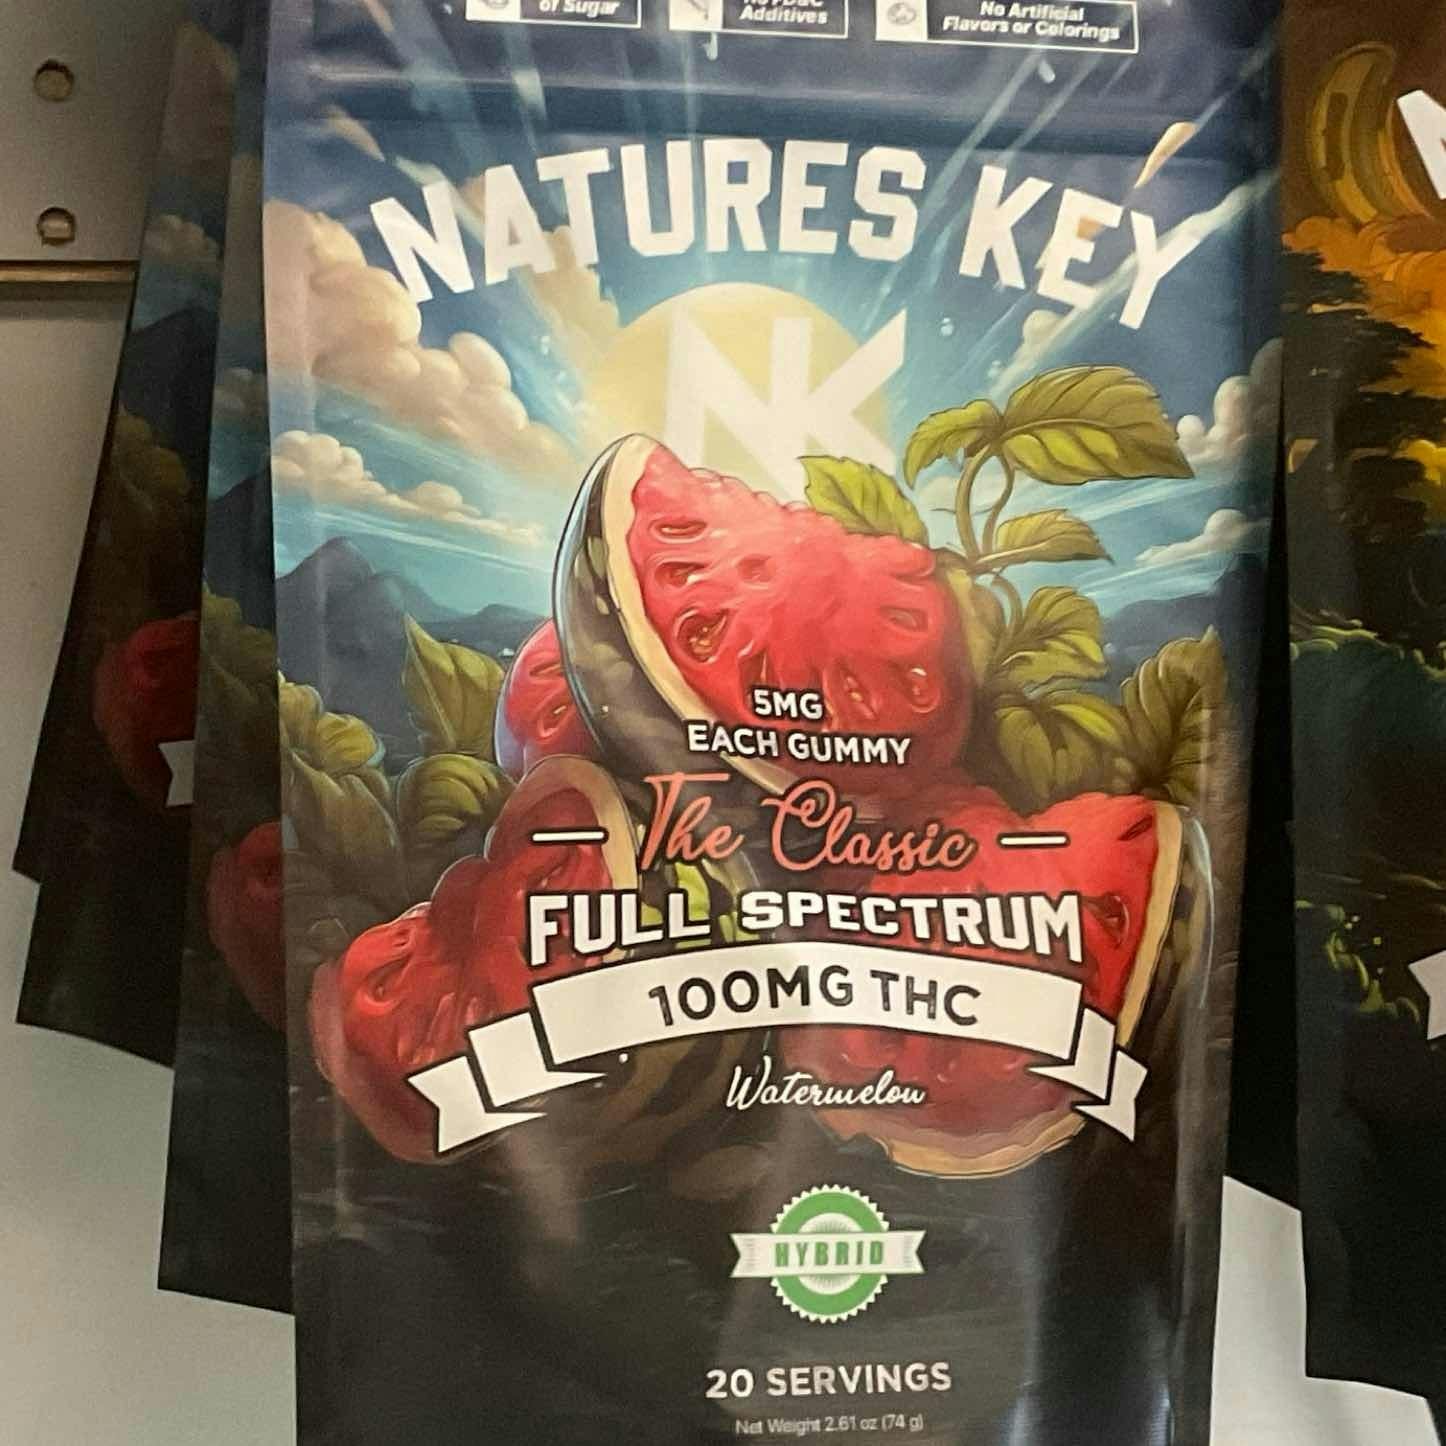 of Sugar
Additives
No Artificial
Flavors or Colorings
NATURES KEY
NK
5MG
EACH GUMMY
The Classic
FULL SPECTRUM
100MG THC
Watermelon
HYBRID
20 SERVINGS
Net Weight 2.61 oz (74 g)